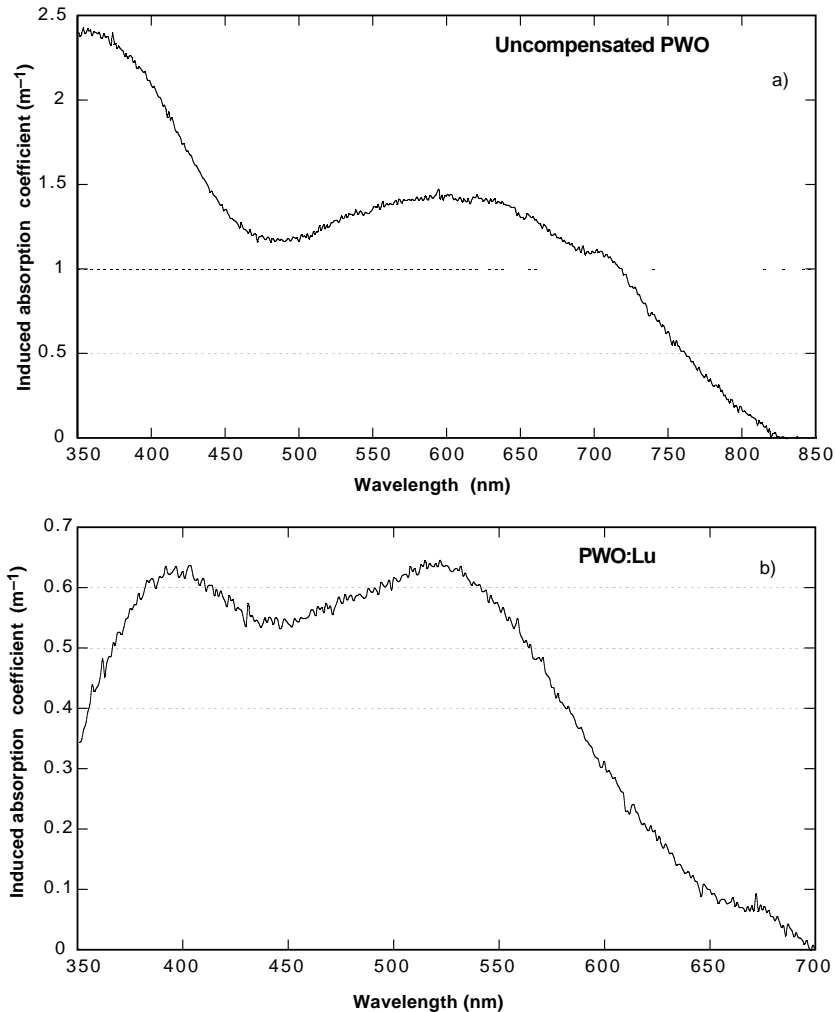 2.5
Uncompensated PWO
a)
2
1.5
1
0.5
0
Induced absorption coefficient (m⁻¹)
350 400 450 500 550 600 650 700 750 800 850
Wavelength (nm)
0.7
PWO:Lu
b)
0.6
0.5
0.4
0.3
0.2
0.1
0
Induced absorption coefficient (m⁻¹)
350 400 450 500 550 600 650 700
Wavelength (nm)